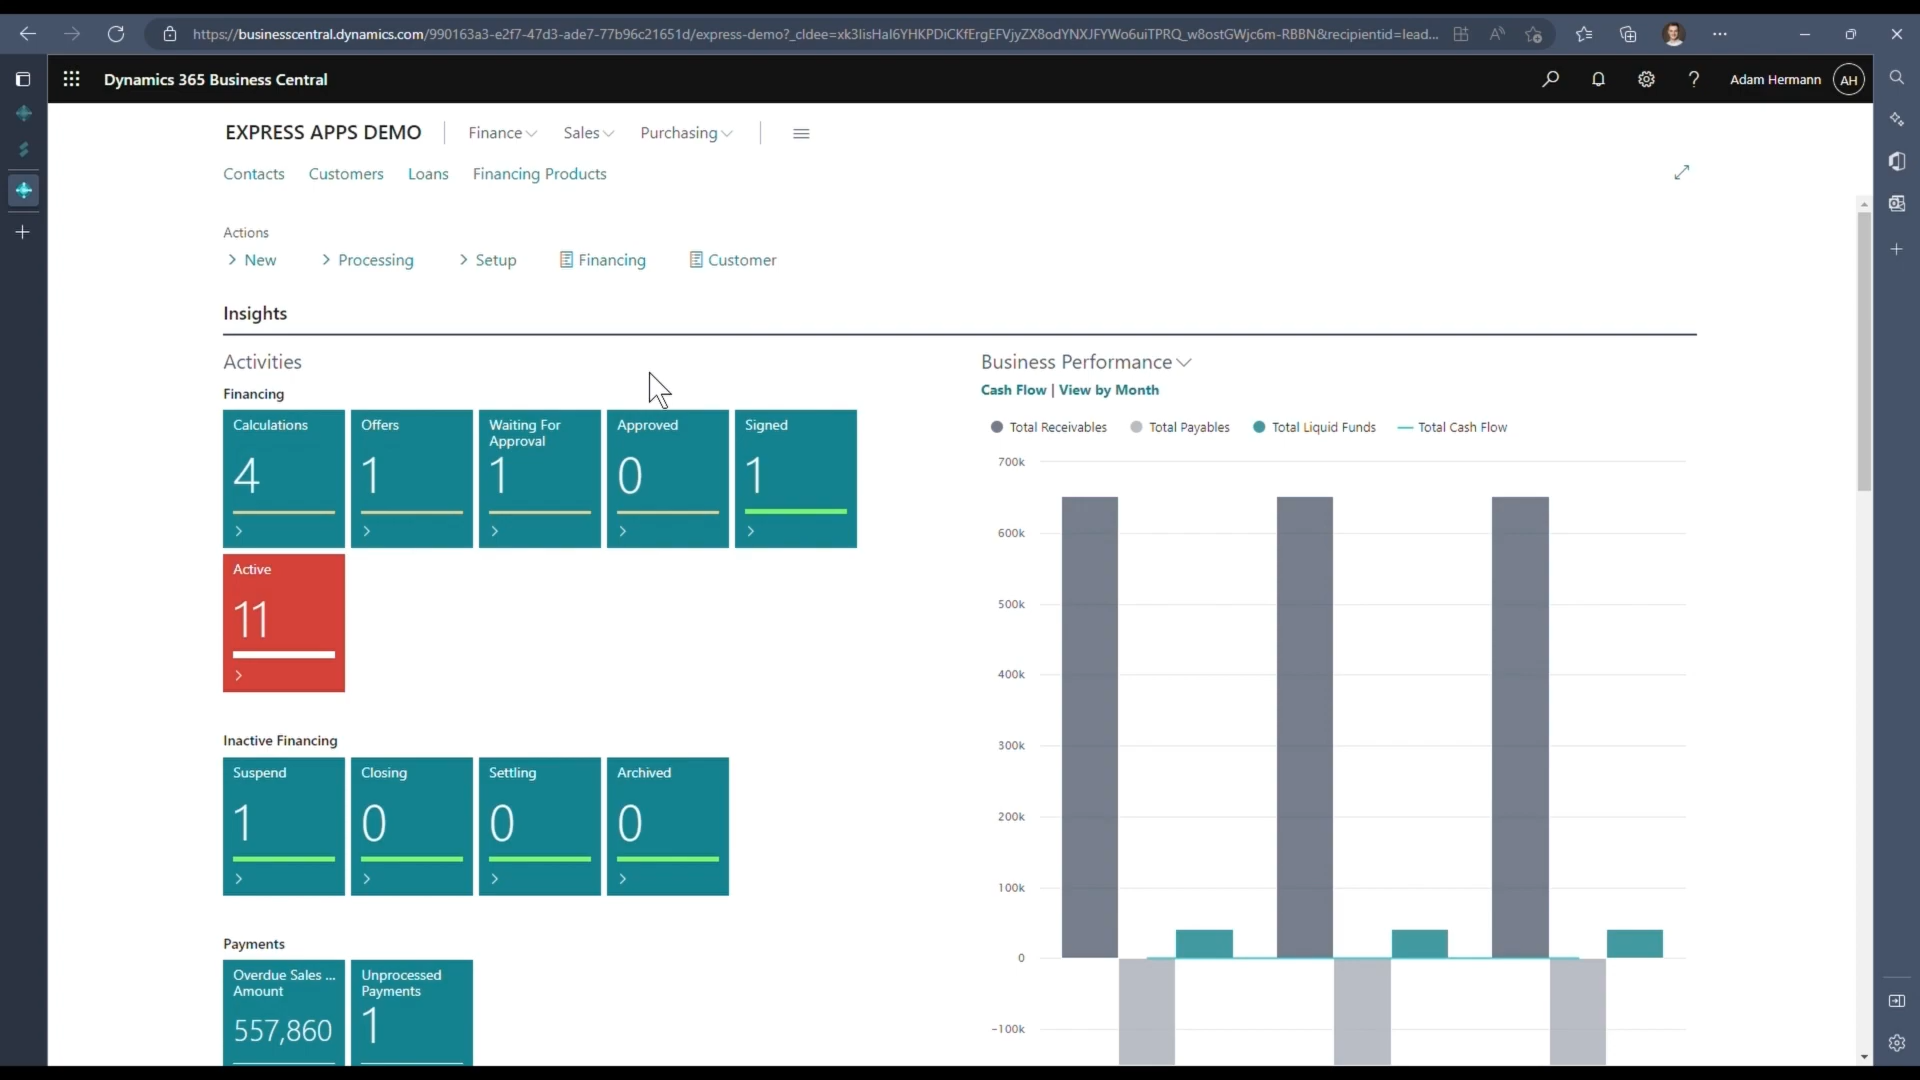 https://businesscentral.dynamics.com/990163a3-e2f7-47d3-ade7-77b96c21651d/express-demo?_cldee=xk3lisHal6YHKPDiCKfErgEFVjyZX8odYNXJFYWo6uiTPRQ_w8ostGWjc6m-RBBN&recipientid=lead...
Dynamics 365 Business Central
Adam Hermann AH
EXPRESS APPS DEMO
Finance Sales Purchasing
Contacts Customers Loans Financing Products
Actions
New Processing Setup Financing Customer
Insights
Activities
Financing
Calculations
4
Offers
1
Waiting For
Approval
1
Approved
0
Signed
1
Active
11
Inactive Financing
Suspend
1
Closing
0
Settling
0
Archived
0
Payments
Overdue Sales ...
Amount
557,860
Unprocessed
Payments
1
Business Performance
Cash Flow | View by Month
Total Receivables Total Payables Total Liquid Funds Total Cash Flow
700k
600k
500k
400k
300k
200k
100k
0
-100k